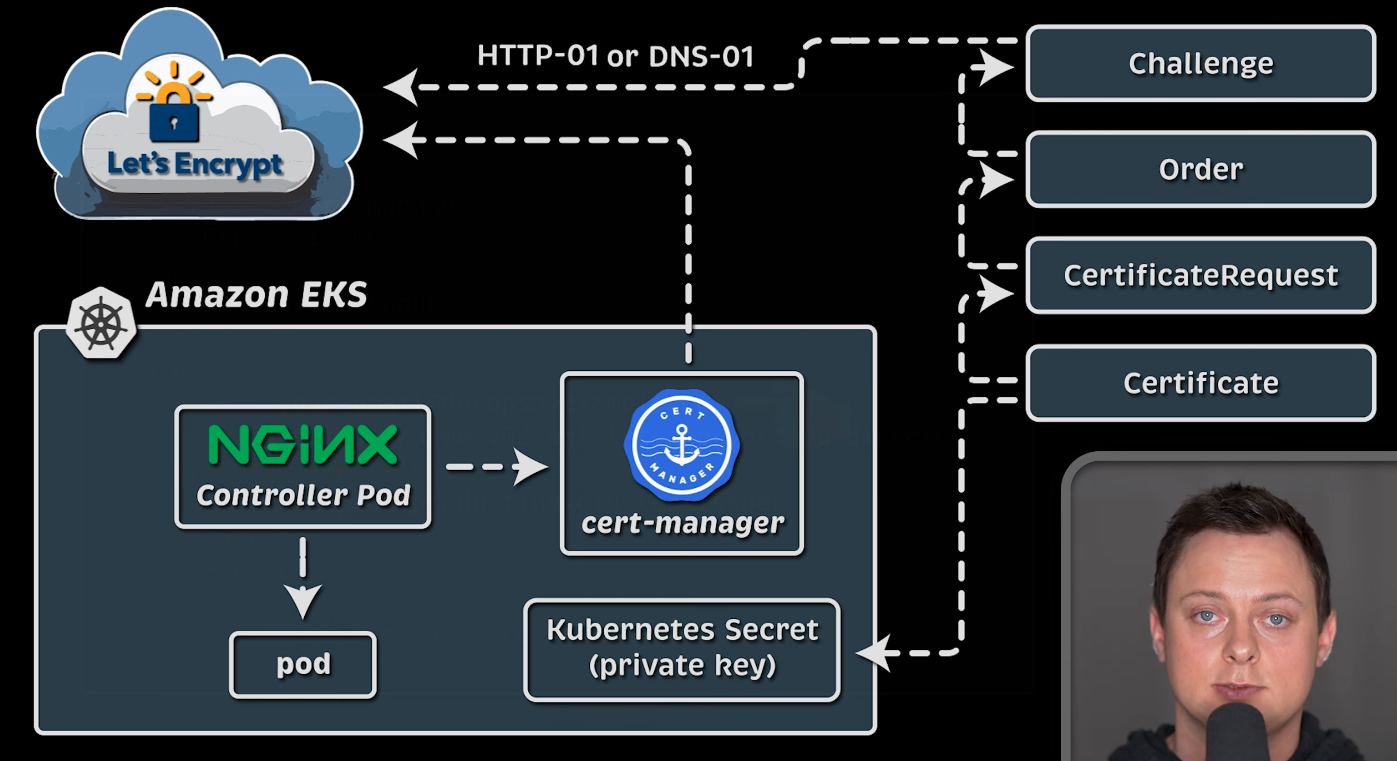 HTTP-01 or DNS-01
Let's Encrypt
Challenge
Order
CertificateRequest
Certificate
Amazon EKS
NGINX
Controller Pod
CERT
MANAGER
cert-manager
pod
Kubernetes Secret
(private key)